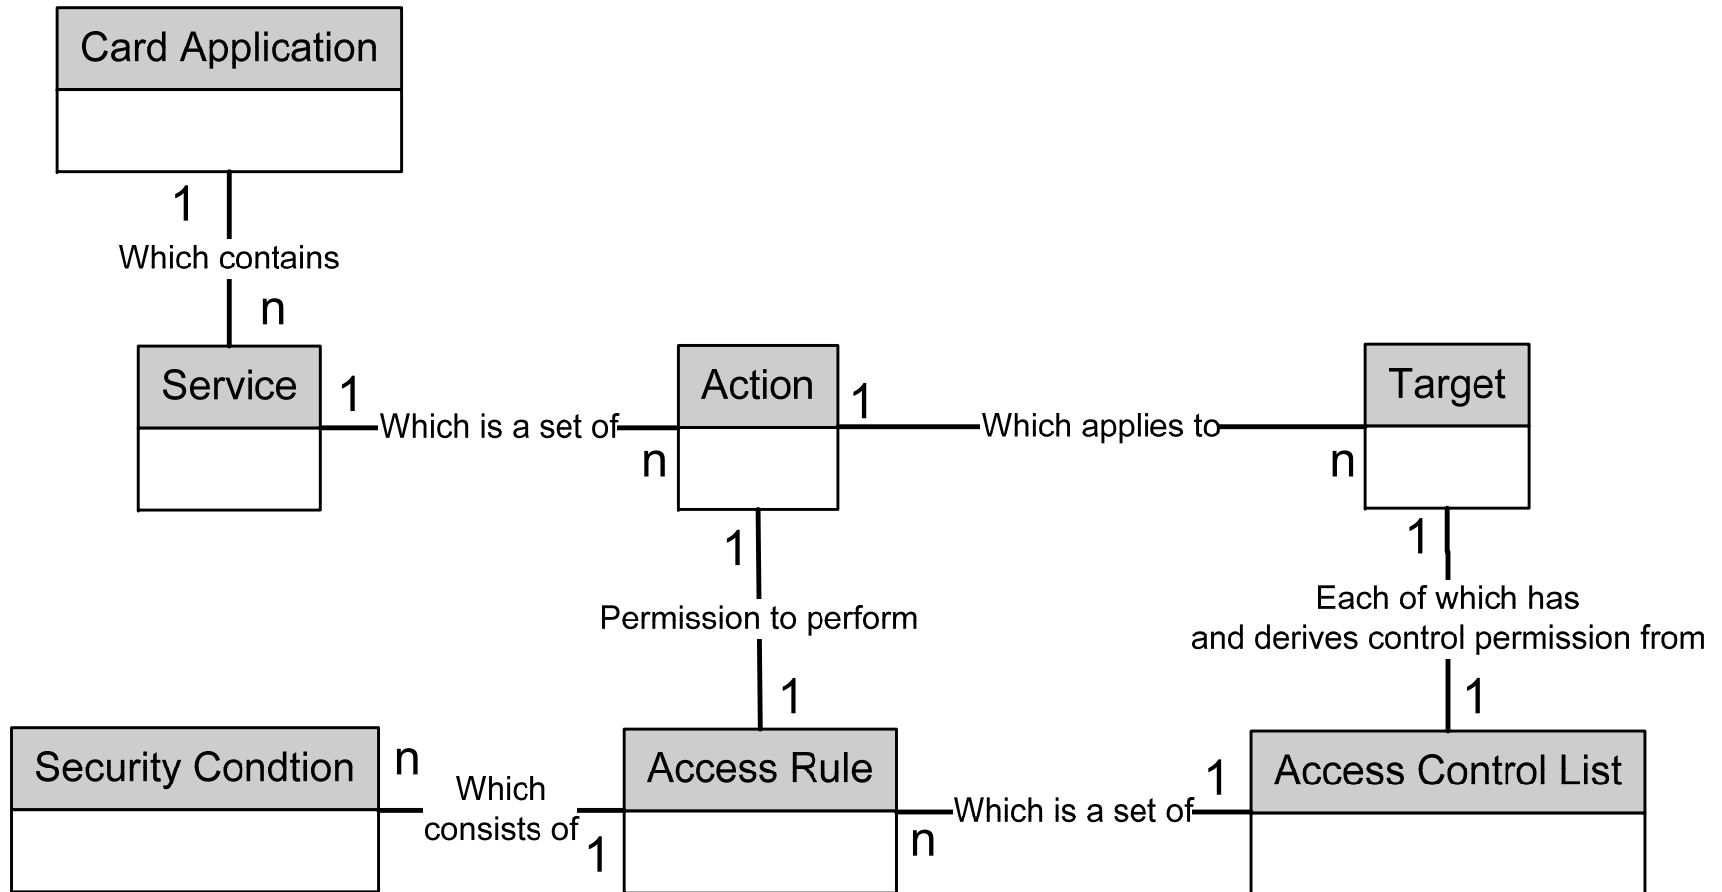 Card Application
1
Which contains
n
Service
1
Which is a set of
n
Action
1
Which applies to
n
Target
1
Permission to perform
1
1
Each of which has
and derives control permission from
1
Security Condtion
n
Which
consists of
1
Access Rule
n
Which is a set of
1
Access Control List